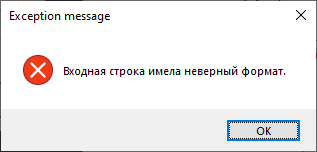 Exception message
Входная строка имела неверный формат.
OK